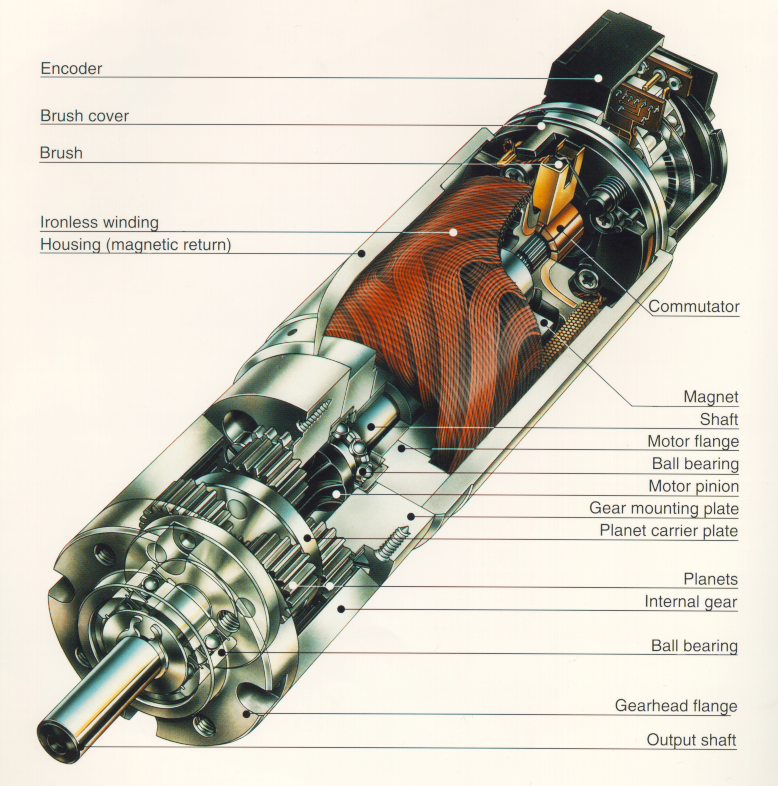 Encoder
Brush cover
Brush
Ironless winding
Housing (magnetic return)
Commutator
Magnet
Shaft
Motor flange
Ball bearing
Motor pinion
Gear mounting plate
Planet carrier plate
Planets
Internal gear
Ball bearing
Gearhead flange
Output shaft